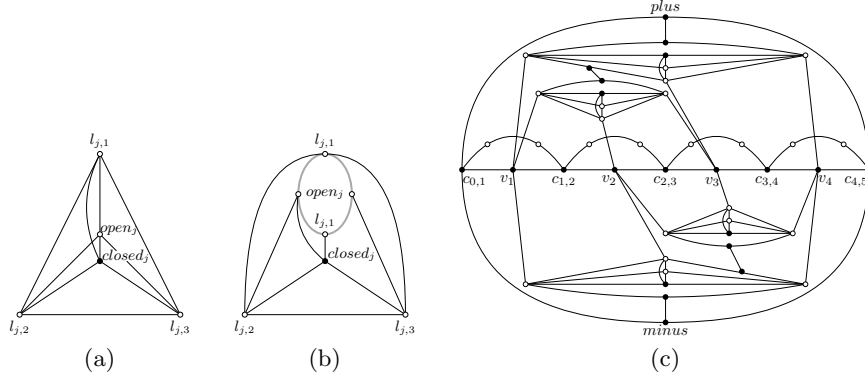 plus
l_{j,1}
l_{j,1}
open_j
l_{j,1}
open_j
closed_j
closed_j
l_{j,2}
l_{j,3}
l_{j,2}
l_{j,3}
c_{0,1}
v_1
c_{1,2}
v_2
c_{2,3}
v_3
c_{3,4}
v_4
c_{4,5}
minus
(a)
(b)
(c)